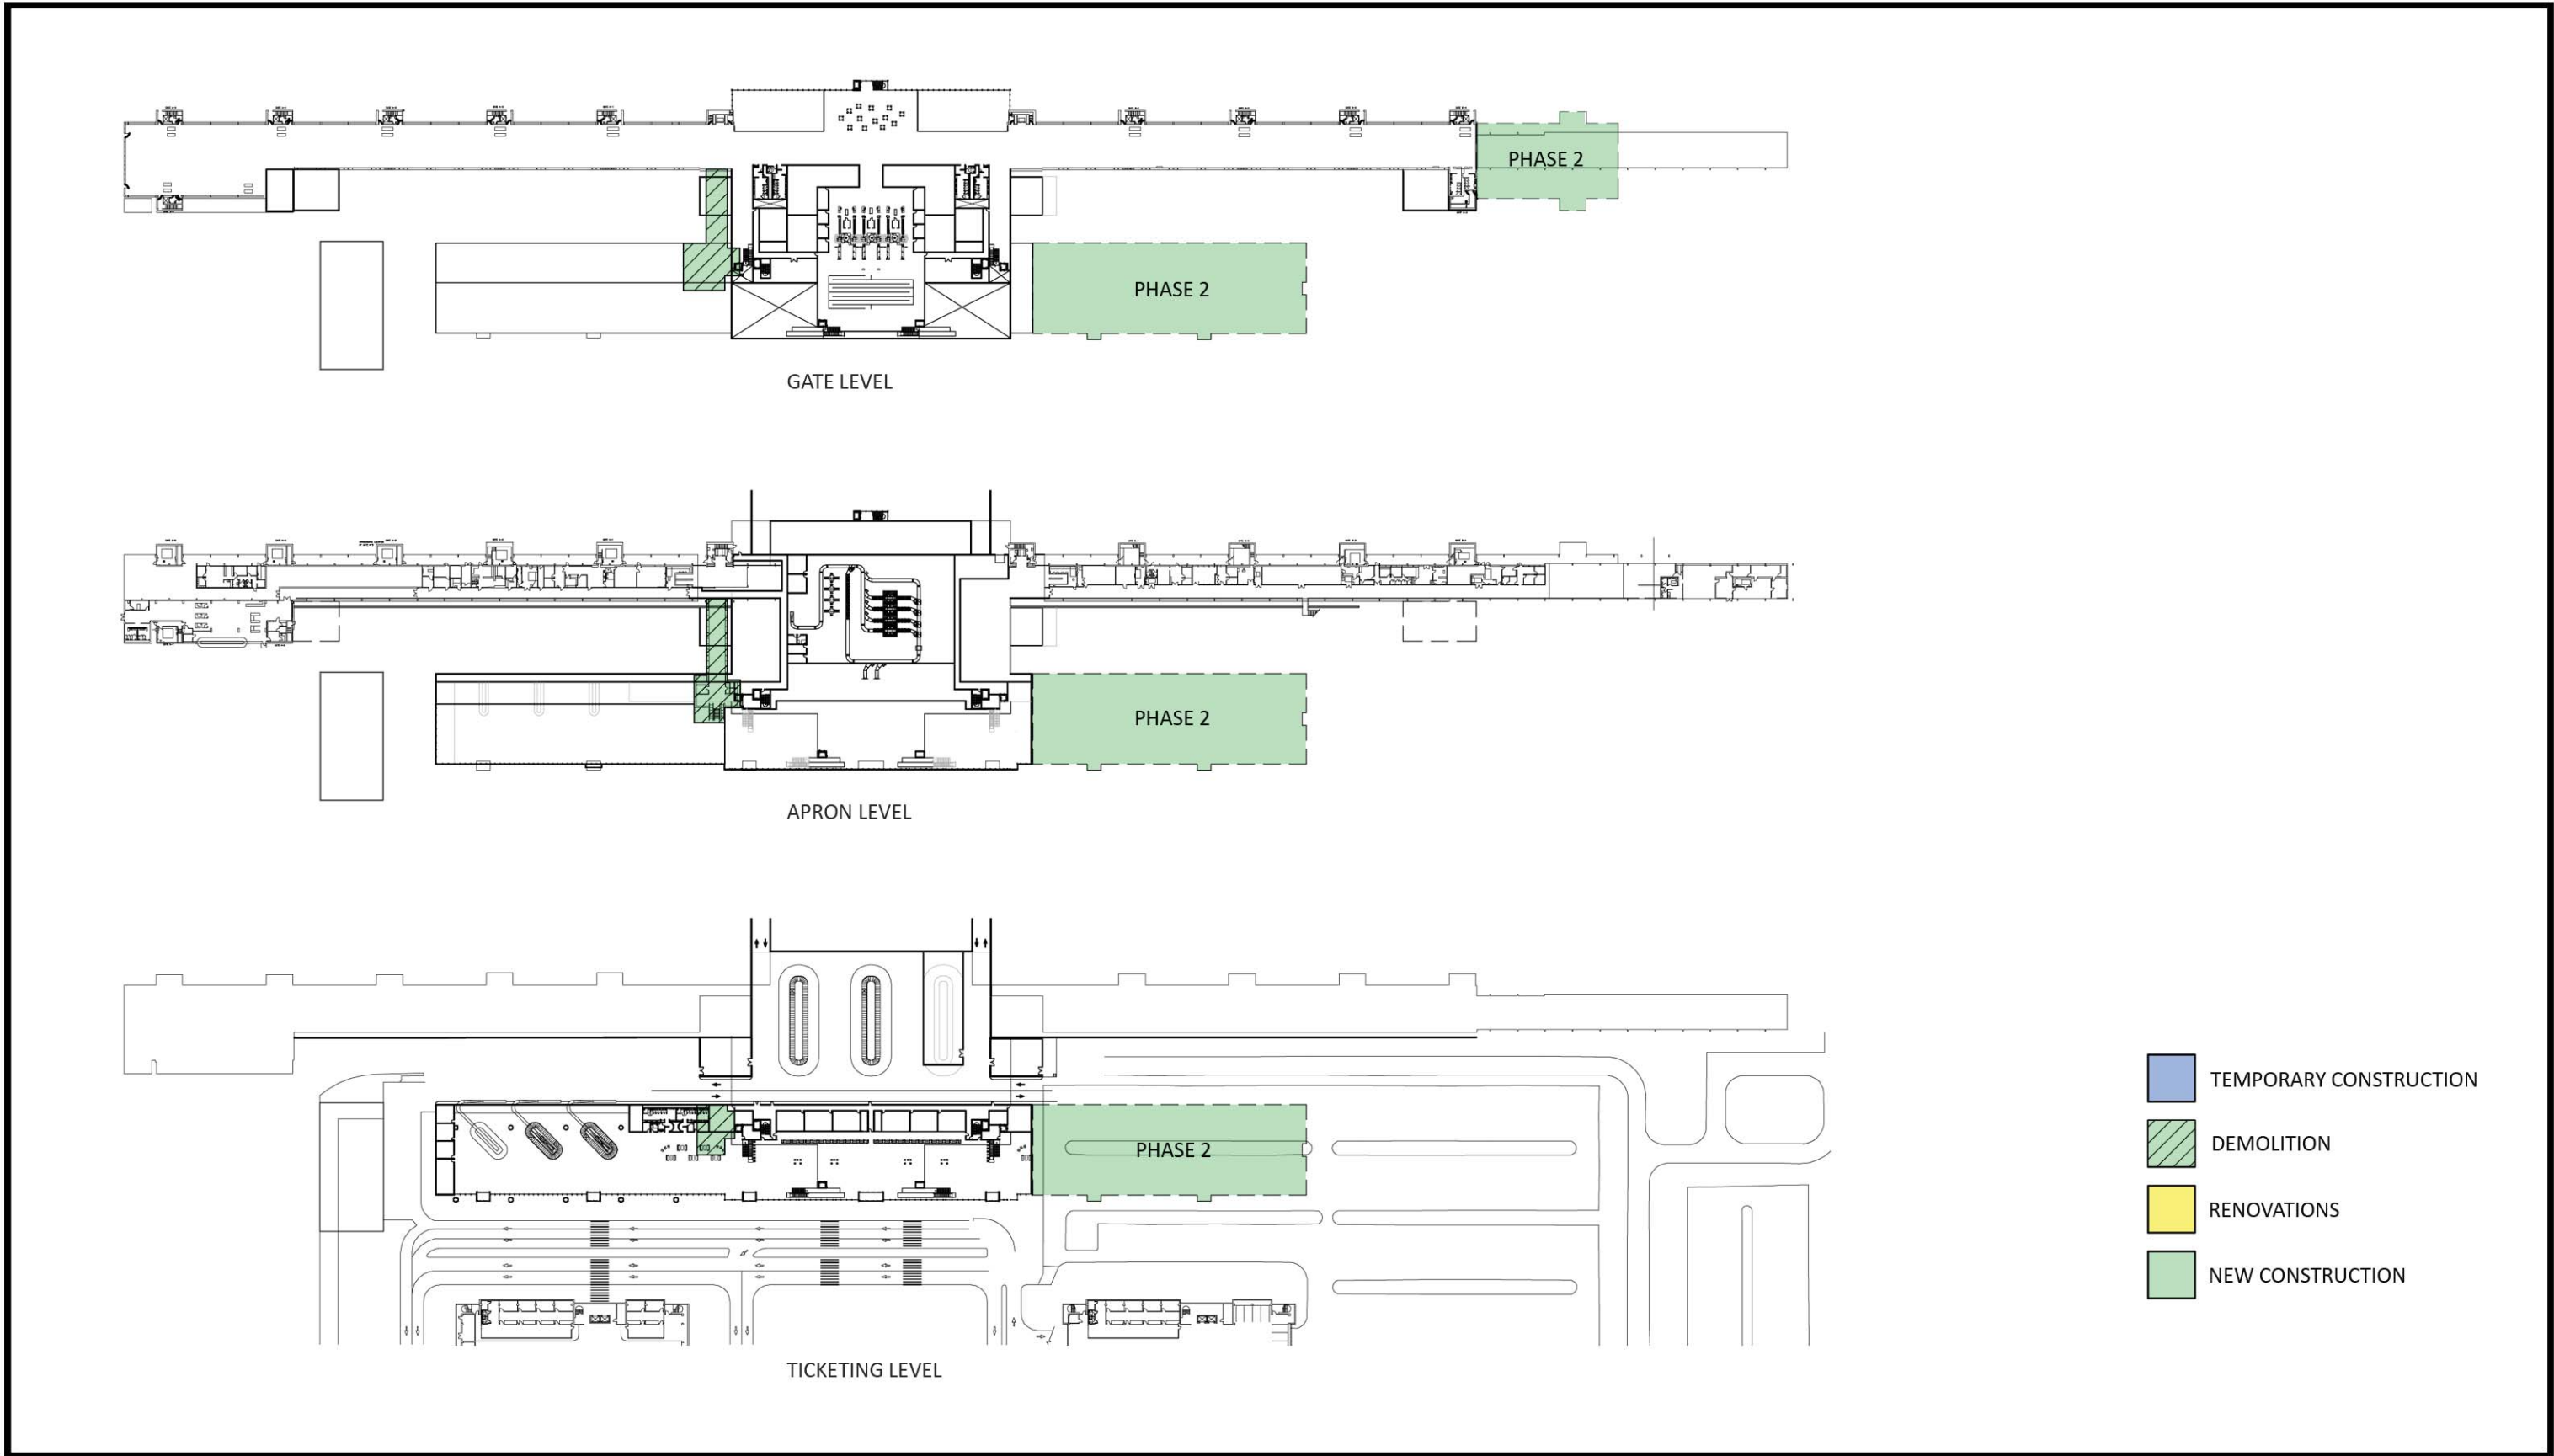 PHASE 2
PHASE 2
GATE LEVEL
PHASE 2
APRON LEVEL
PHASE 2
TICKETING LEVEL
TEMPORARY CONSTRUCTION
DEMOLITION
RENOVATIONS
NEW CONSTRUCTION